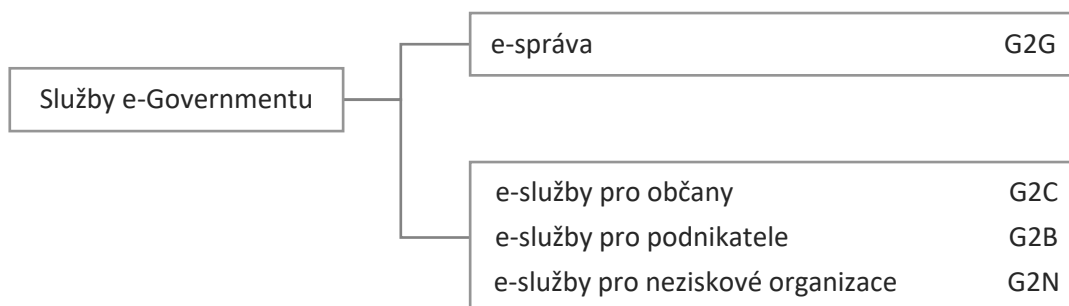 e-správa G2G
Služby e-Governmentu
e-služby pro občany G2C
e-služby pro podnikatele G2B
e-služby pro neziskové organizace G2N